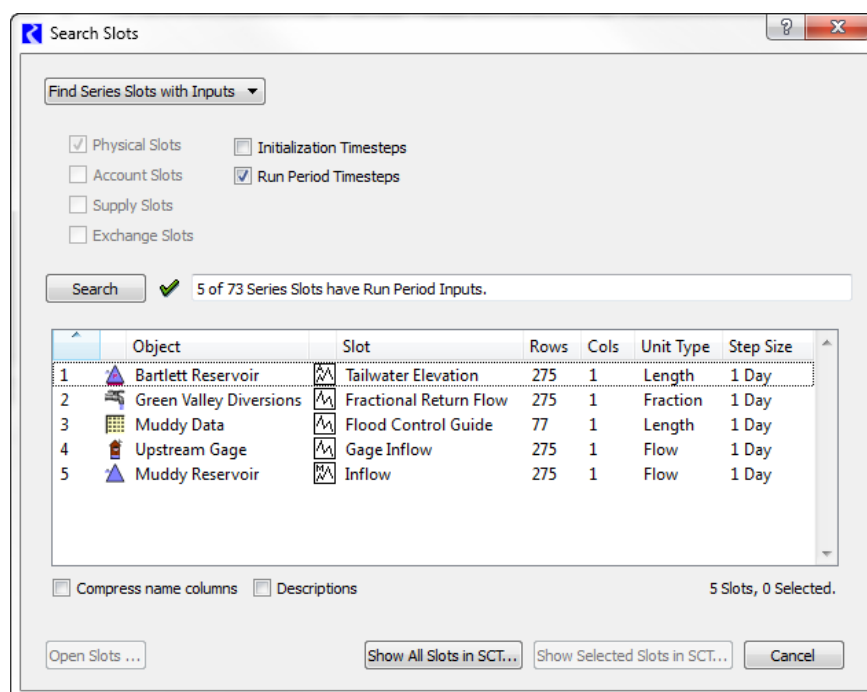 Search Slots
Find Series Slots with Inputs
Physical Slots Initialization Timesteps
Account Slots Run Period Timesteps
Supply Slots
Exchange Slots
Search 5 of 73 Series Slots have Run Period Inputs.
Object Slot Rows Cols Unit Type Step Size
1 Bartlett Reservoir Tailwater Elevation 275 1 Length 1 Day
2 Green Valley Diversions Fractional Return Flow 275 1 Fraction 1 Day
3 Muddy Data Flood Control Guide 77 1 Length 1 Day
4 Upstream Gage Gage Inflow 275 1 Flow 1 Day
5 Muddy Reservoir Inflow 275 1 Flow 1 Day
Compress name columns Descriptions 5 Slots, 0 Selected.
Open Slots ... Show All Slots in SCT... Show Selected Slots in SCT... Cancel